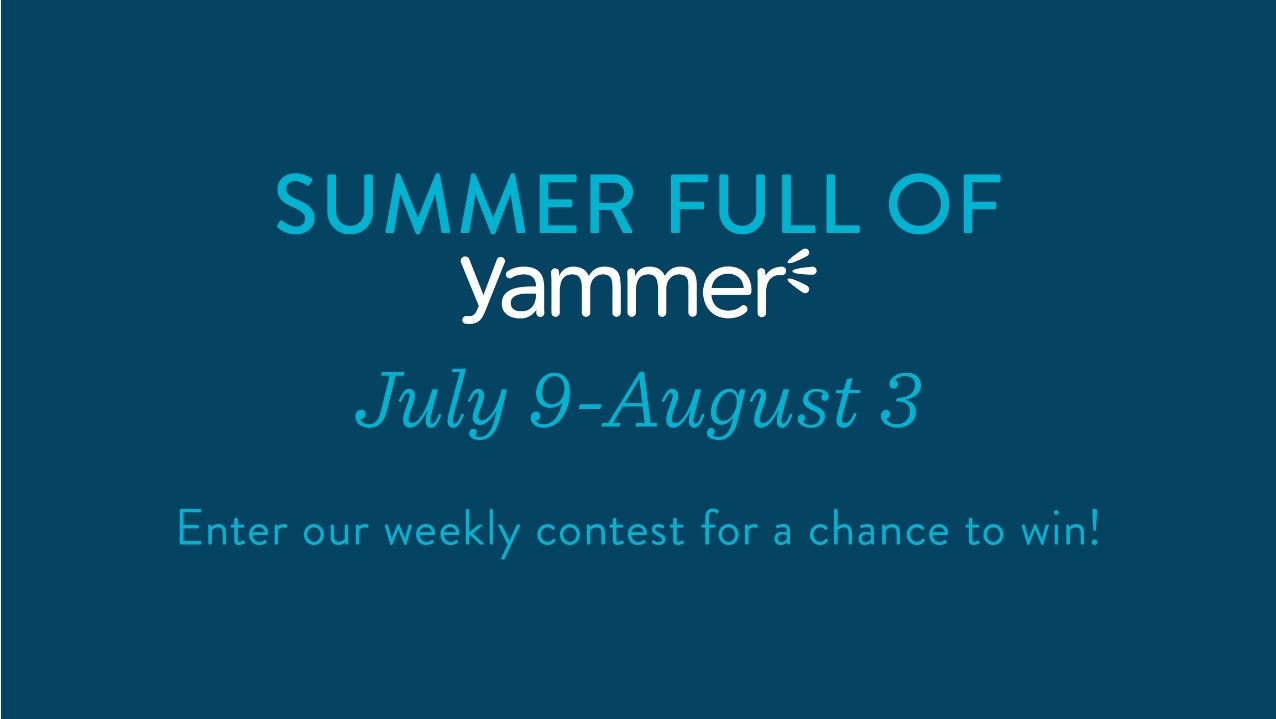 SUMMER FULL OF
yammer
July 9-August 3
Enter our weekly contest for a chance to win!